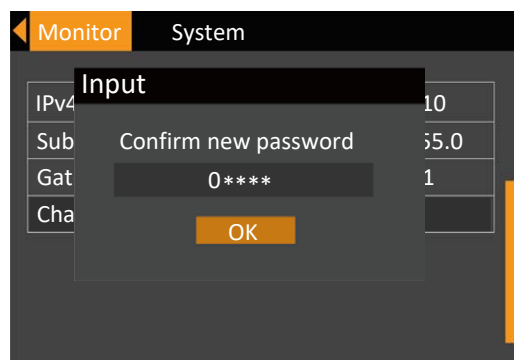 Monitor System
Input
IPv4 10
Sub 55.0
Confirm new password
Gat 1
0****
Cha
OK